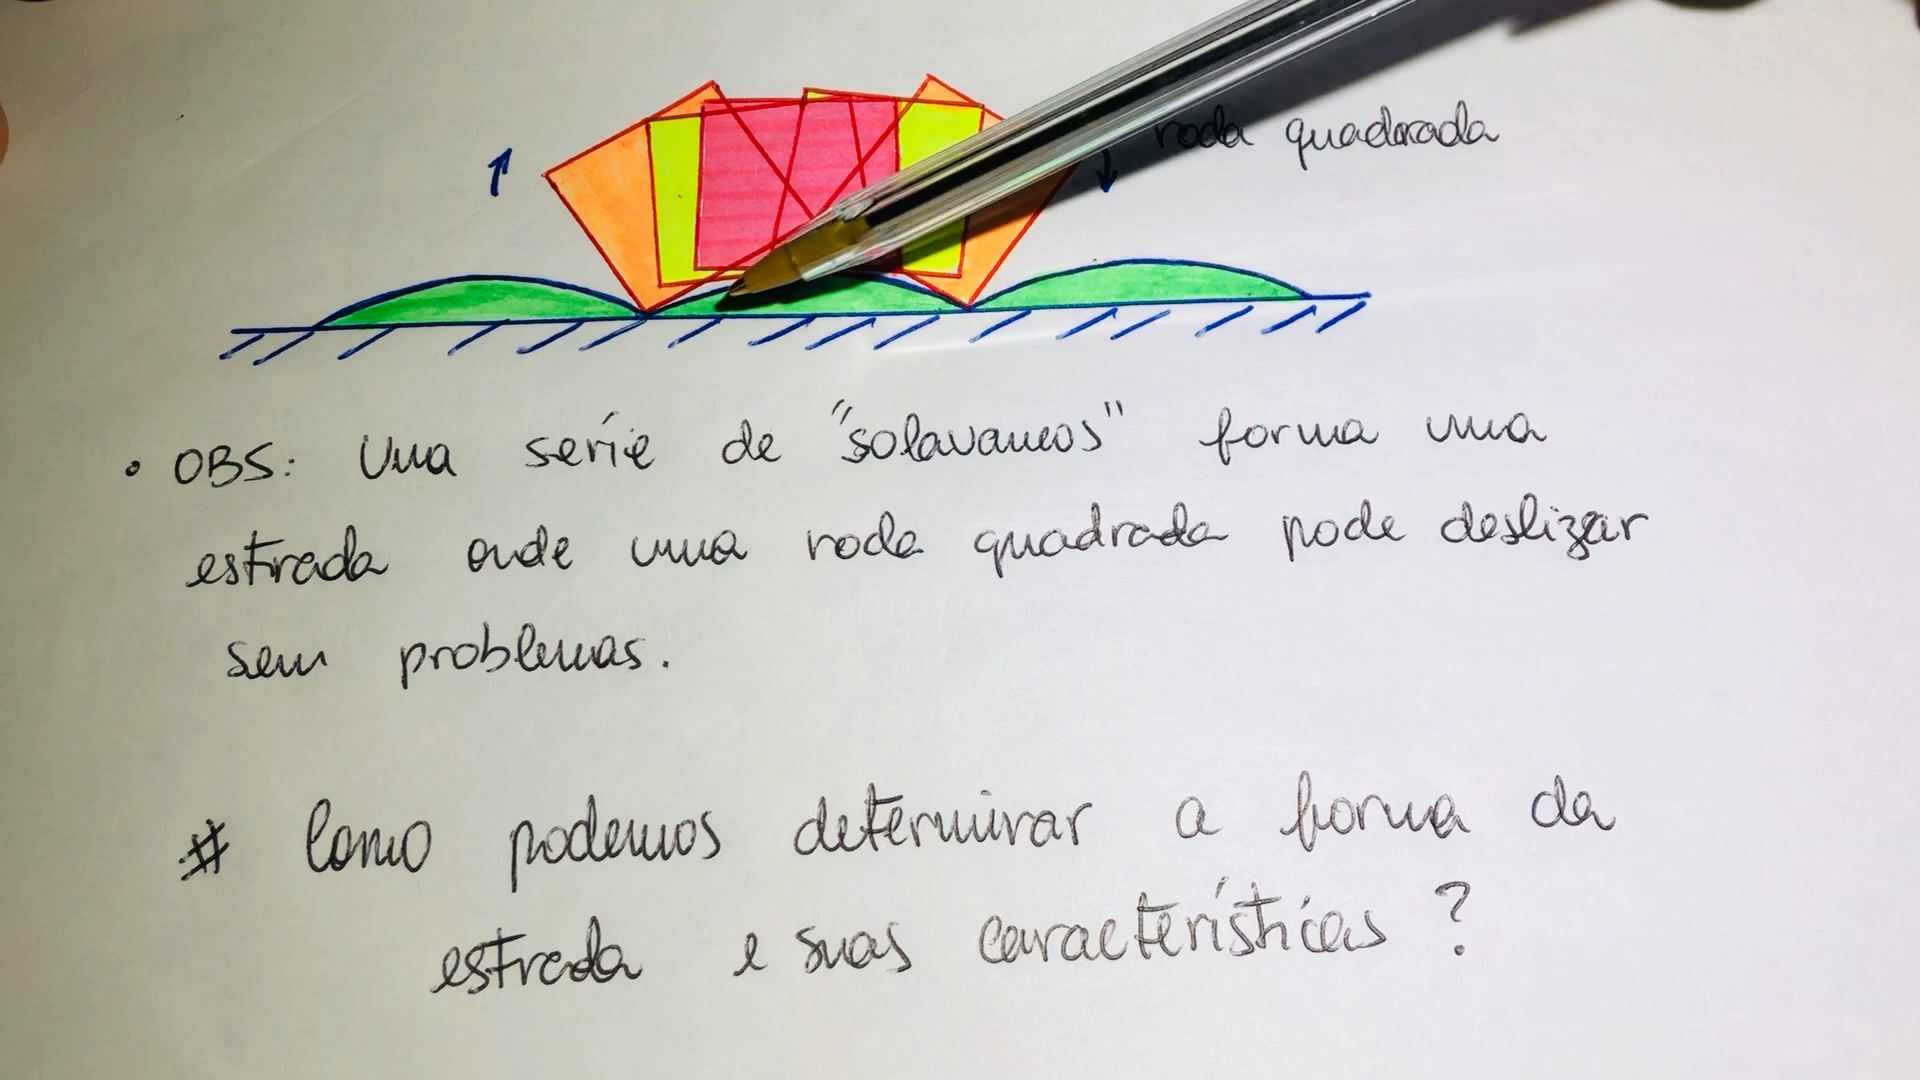 roda quadrada
• OBS: Uma serie de "solavancos" forma uma
estrada onde uma roda quadrada pode deslizar
sem problemas.
# Como podemos determinar a forma da
estrada e suas características?